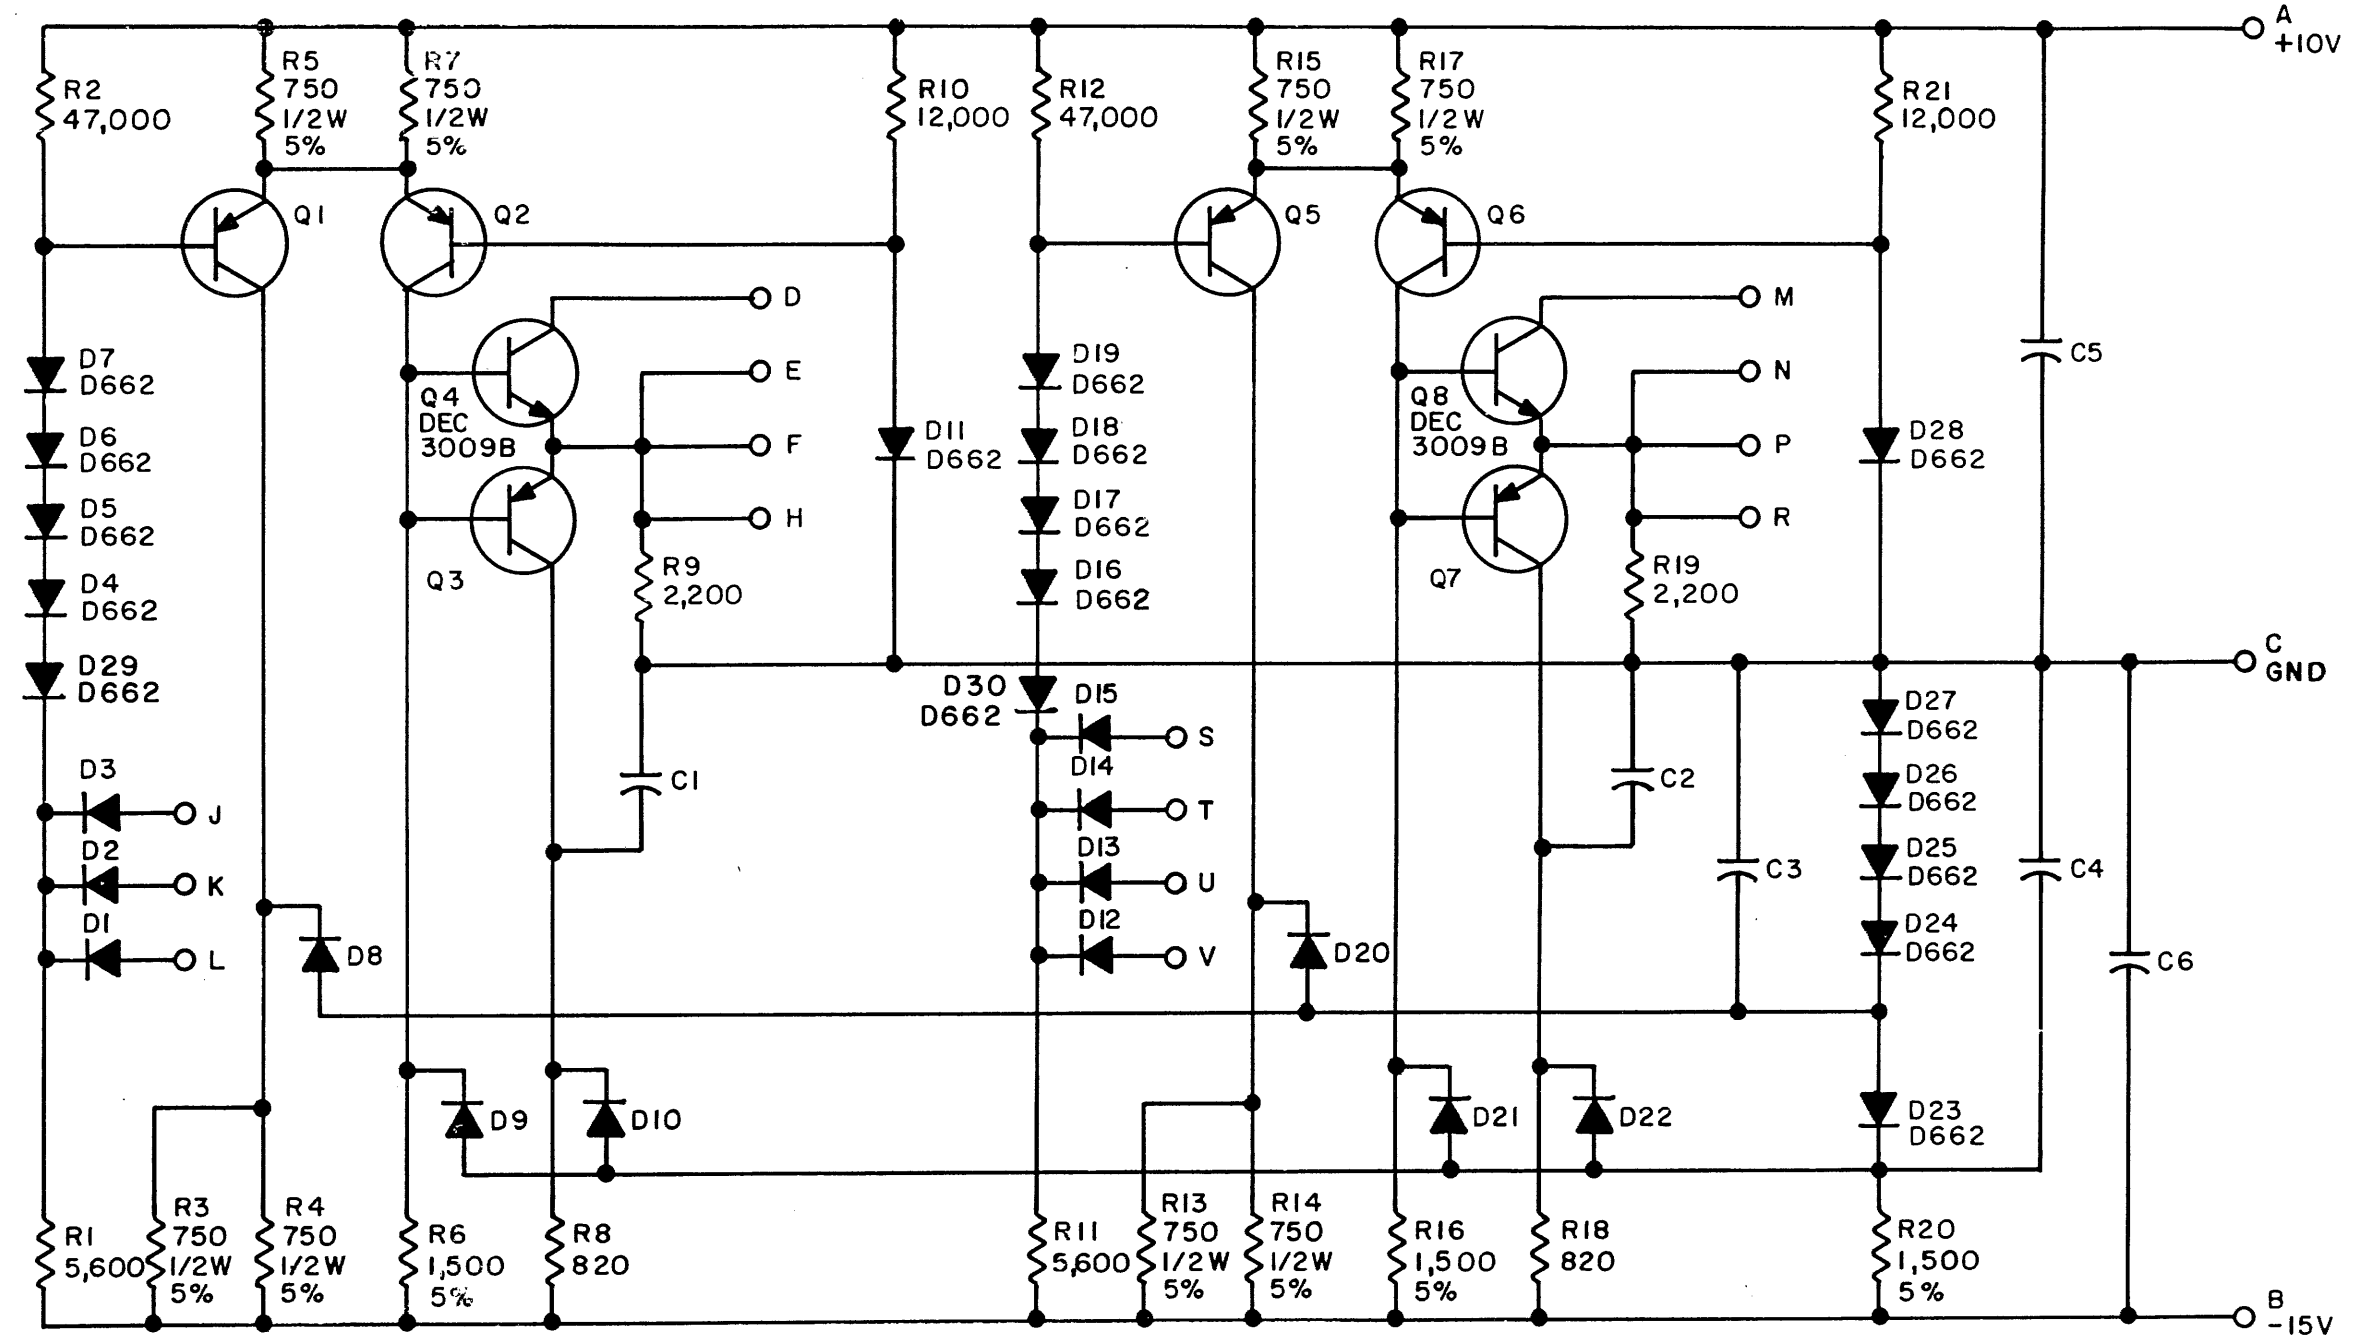 A
+10V
R2
47,000
R5
750
1/2W
5%
R7
750
1/2W
5%
R10
12,000
R12
47,000
R15
750
1/2W
5%
R17
750
1/2W
5%
R21
12,000
Q1
Q2
Q5
Q6
D
E
F
H
M
N
P
R
D7
D662
D6
D662
D5
D662
D4
D662
D29
D662
Q4
DEC
3009B
Q3
R9
2,200
D11
D662
D19
D662
D18
D662
D17
D662
D16
D662
D30
D662
Q8
DEC
3009B
Q7
R19
2,200
D28
D662
C5
C
GND
D3
J
D2
K
D1
L
D8
C1
D15
S
D14
T
D13
U
D12
V
D20
C2
C3
D27
D662
D26
D662
D25
D662
D24
D662
C4
C6
D9
D10
D21
D22
D23
D662
R1
5,600
R3
750
1/2W
5%
R4
750
1/2W
5%
R6
1,500
5%
R8
820
R11
5,600
R13
750
1/2W
5%
R14
750
1/2W
5%
R16
1,500
5%
R18
820
R20
1,500
5%
B
-15V